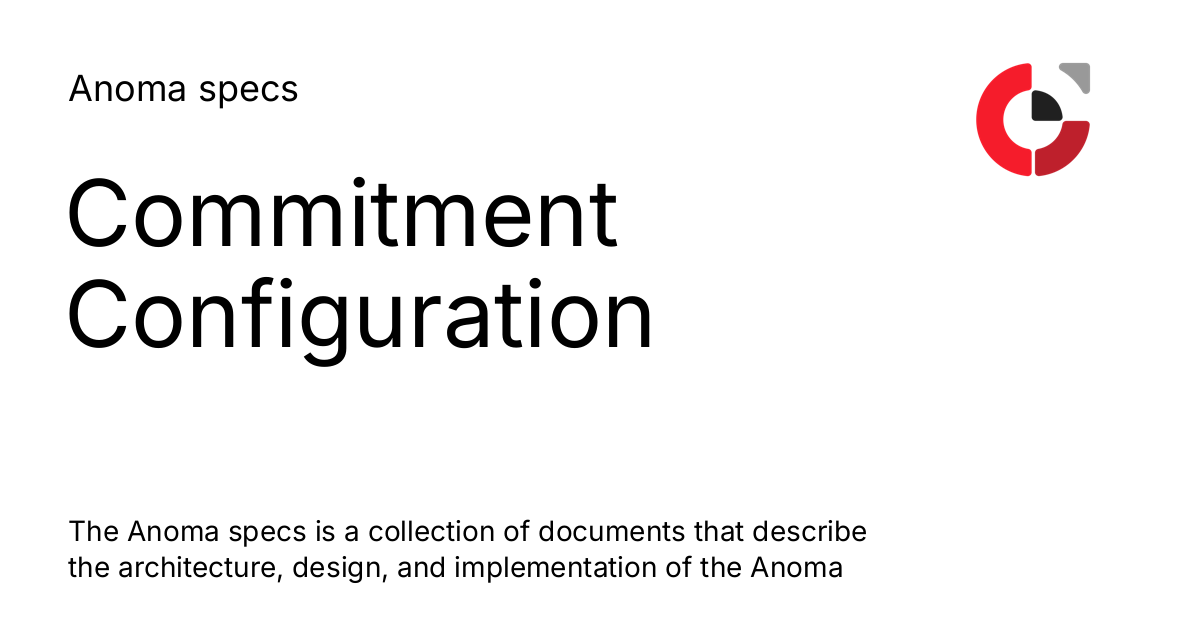 Anoma specs
Commitment
Configuration
The Anoma specs is a collection of documents that describe
the architecture, design, and implementation of the Anoma